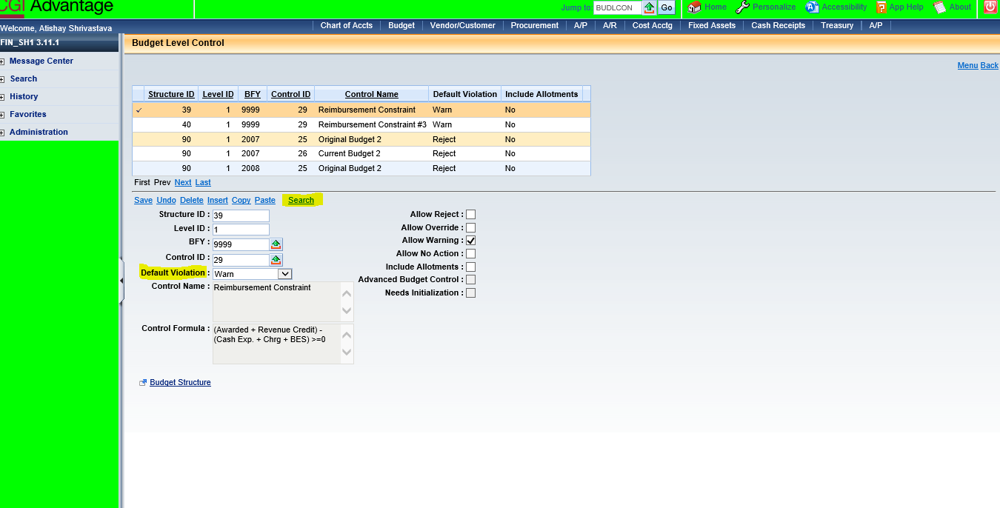 CGI Advantage
Jump to: BUDLCON Go Home Personalize Accessibility App Help About
Welcome, Atishay Shrivastava
Chart of Accts Budget Vendor/Customer Procurement A/P A/R Cost Acctg Fixed Assets Cash Receipts Treasury A/P
FIN_SH1 3.11.1
Message Center
Search
History
Favorites
Administration
Budget Level Control
Menu Back
Structure ID Level ID BFY Control ID Control Name Default Violation Include Allotments
39 1 9999 29 Reimbursement Constraint Warn No
40 1 9999 29 Reimbursement Constraint #3 Warn No
90 1 2007 25 Original Budget 2 Reject No
90 1 2007 26 Current Budget 2 Reject No
90 1 2008 25 Original Budget 2 Reject No
First Prev Next Last
Save Undo Delete Insert Copy Paste Search
Structure ID : 39
Level ID : 1
BFY : 9999
Control ID : 29
Default Violation : Warn
Control Name : Reimbursement Constraint
Control Formula : (Awarded + Revenue Credit) -
(Cash Exp. + Chrg + BES) >=0
Allow Reject :
Allow Override :
Allow Warning :
Allow No Action :
Include Allotments :
Advanced Budget Control :
Needs Initialization :
Budget Structure